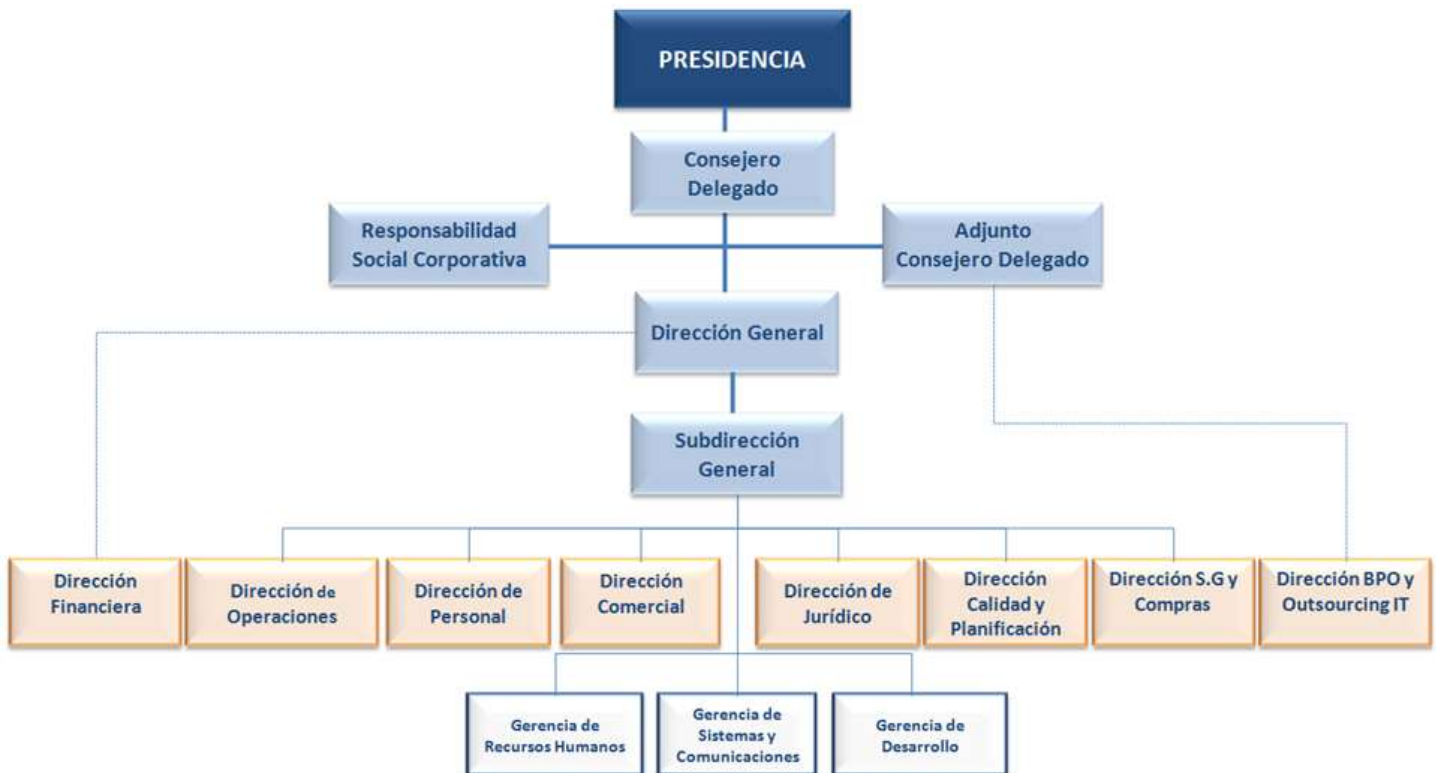 PRESIDENCIA
Consejero
Delegado
Responsabilidad
Social Corporativa
Adjunto
Consejero Delegado
Dirección General
Subdirección
General
Dirección
Financiera
Dirección de
Operaciones
Dirección de
Personal
Dirección
Comercial
Dirección de
Jurídico
Dirección
Calidad y
Planificación
Dirección S.G y
Compras
Dirección BPO y
Outsourcing IT
Gerencia de
Recursos Humanos
Gerencia de
Sistemas y
Comunicaciones
Gerencia de
Desarrollo